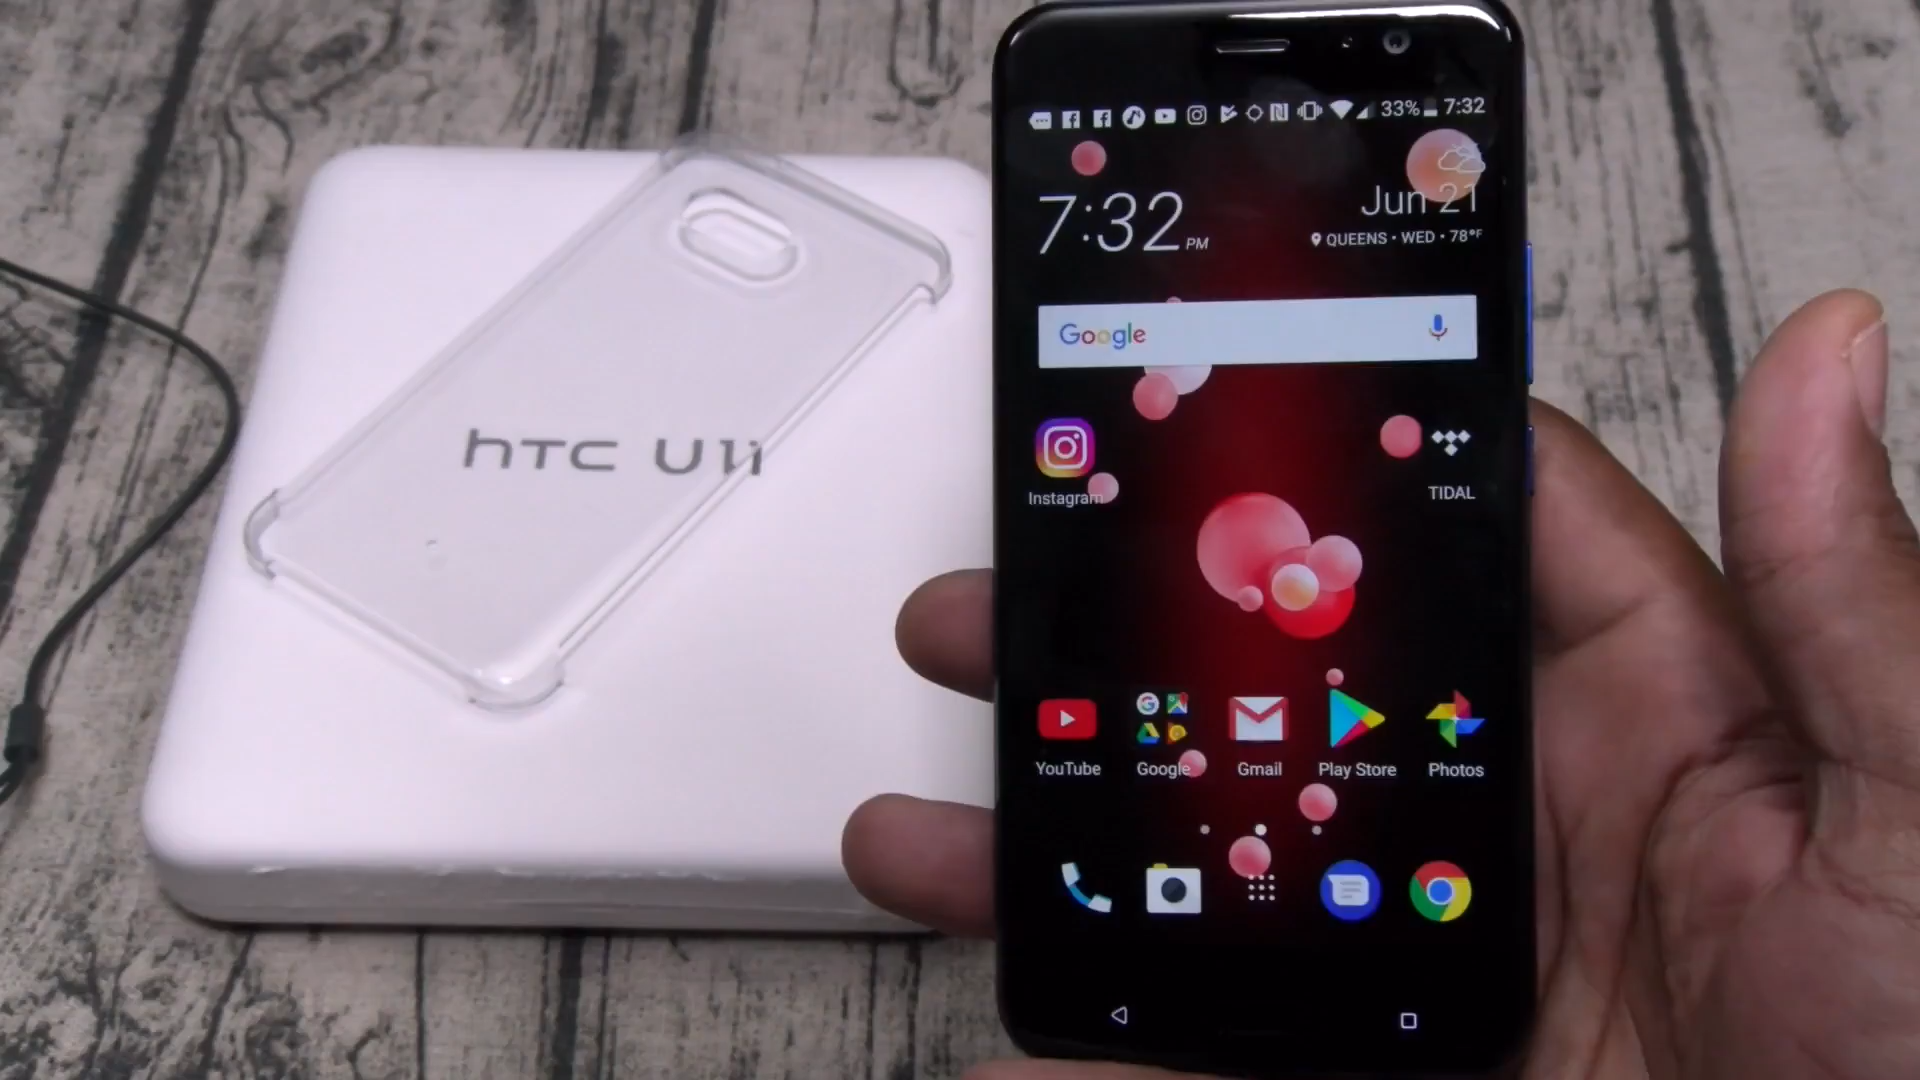 hTC U11
33% 7:32
7:32 PM
Jun 21
QUEENS • WED • 78°F
Google
Instagram
TIDAL
YouTube
Google
Gmail
Play Store
Photos